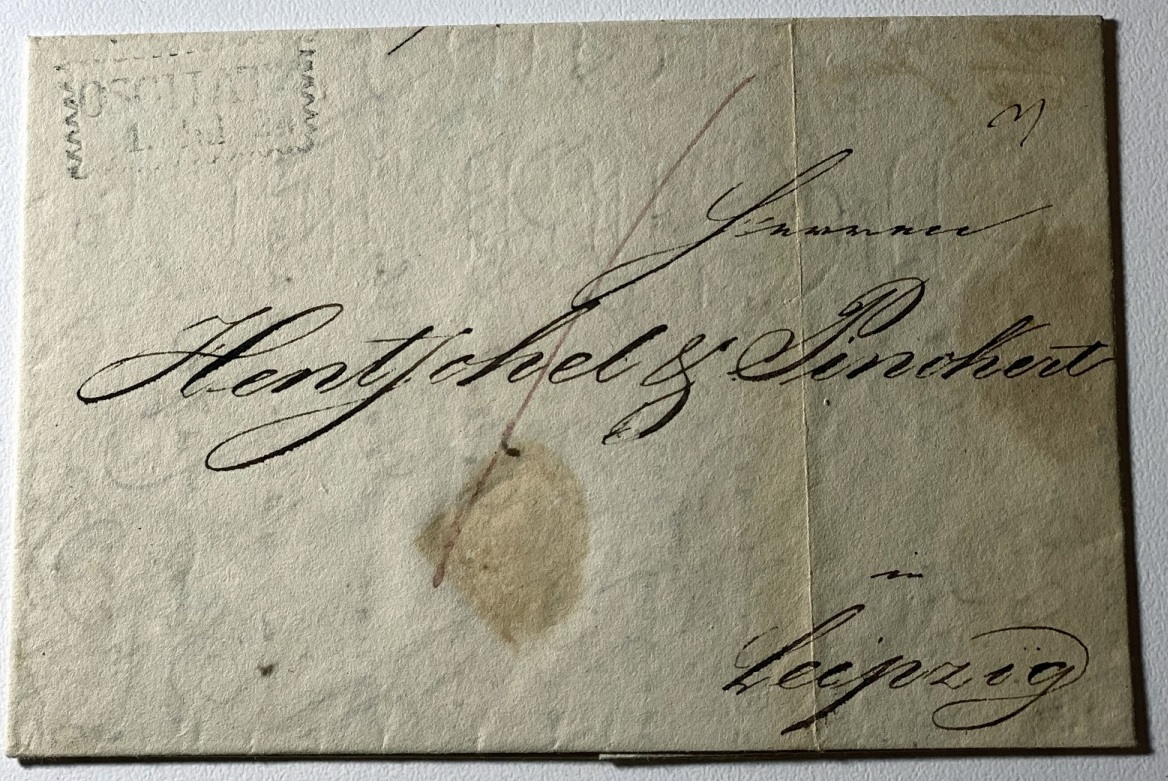 OSCHATZ
Herren
Hentschel & Pinckert
in
Leipzig